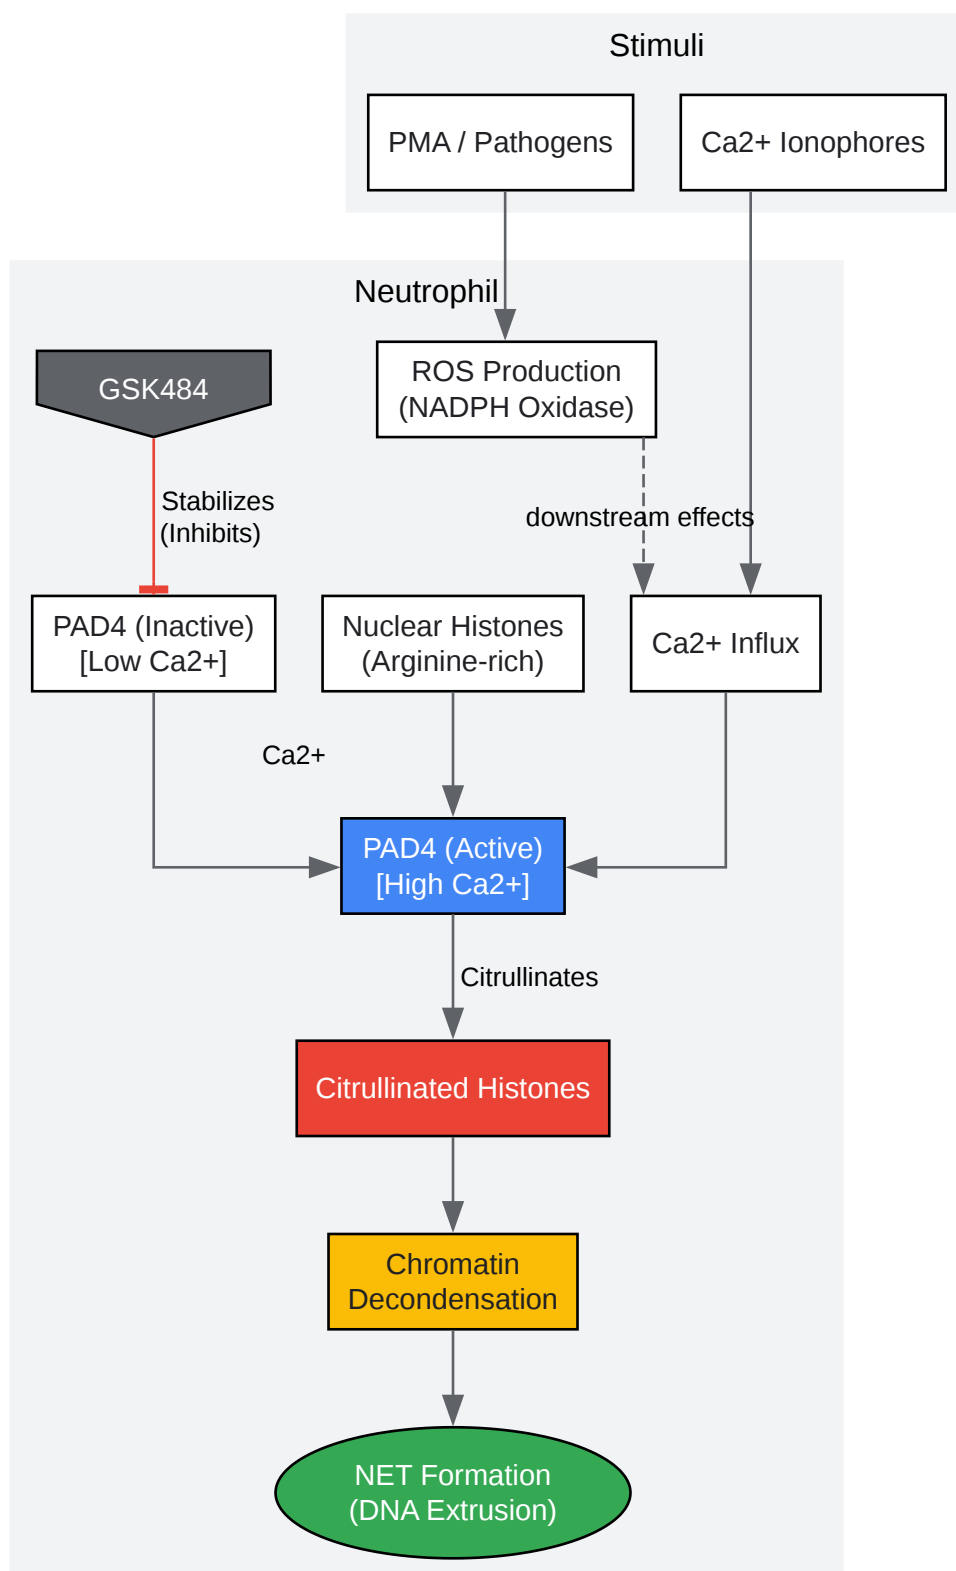 Stimuli
PMA / Pathogens
Ca2+ Ionophores
Neutrophil
ROS Production
(NADPH Oxidase)
GSK484
Stabilizes
(Inhibits)
downstream effects
PAD4 (Inactive)
[Low Ca2+]
Nuclear Histones
(Arginine-rich)
Ca2+ Influx
Ca2+
PAD4 (Active)
[High Ca2+]
Citrullinates
Citrullinated Histones
Chromatin
Decondensation
NET Formation
(DNA Extrusion)